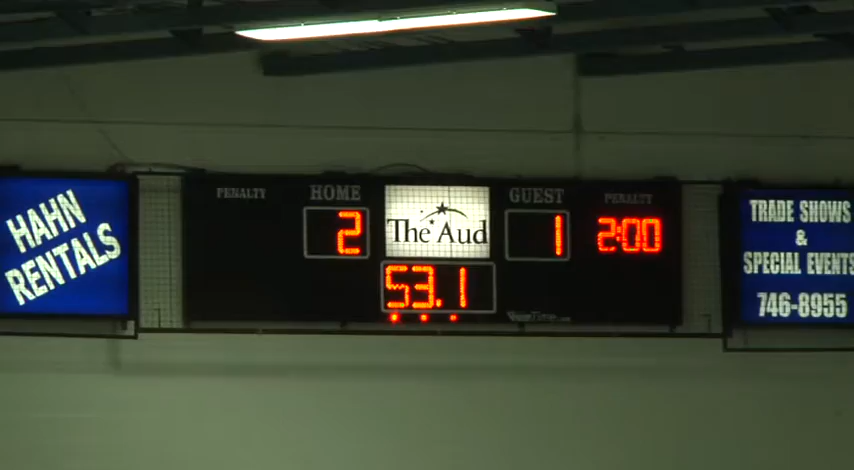 HAHN
RENTALS
PENALTY
HOME
2
The Aud
GUEST
1
PENALTY
2:00
53.1
TRADE SHOWS
&
SPECIAL EVENTS
746-8955